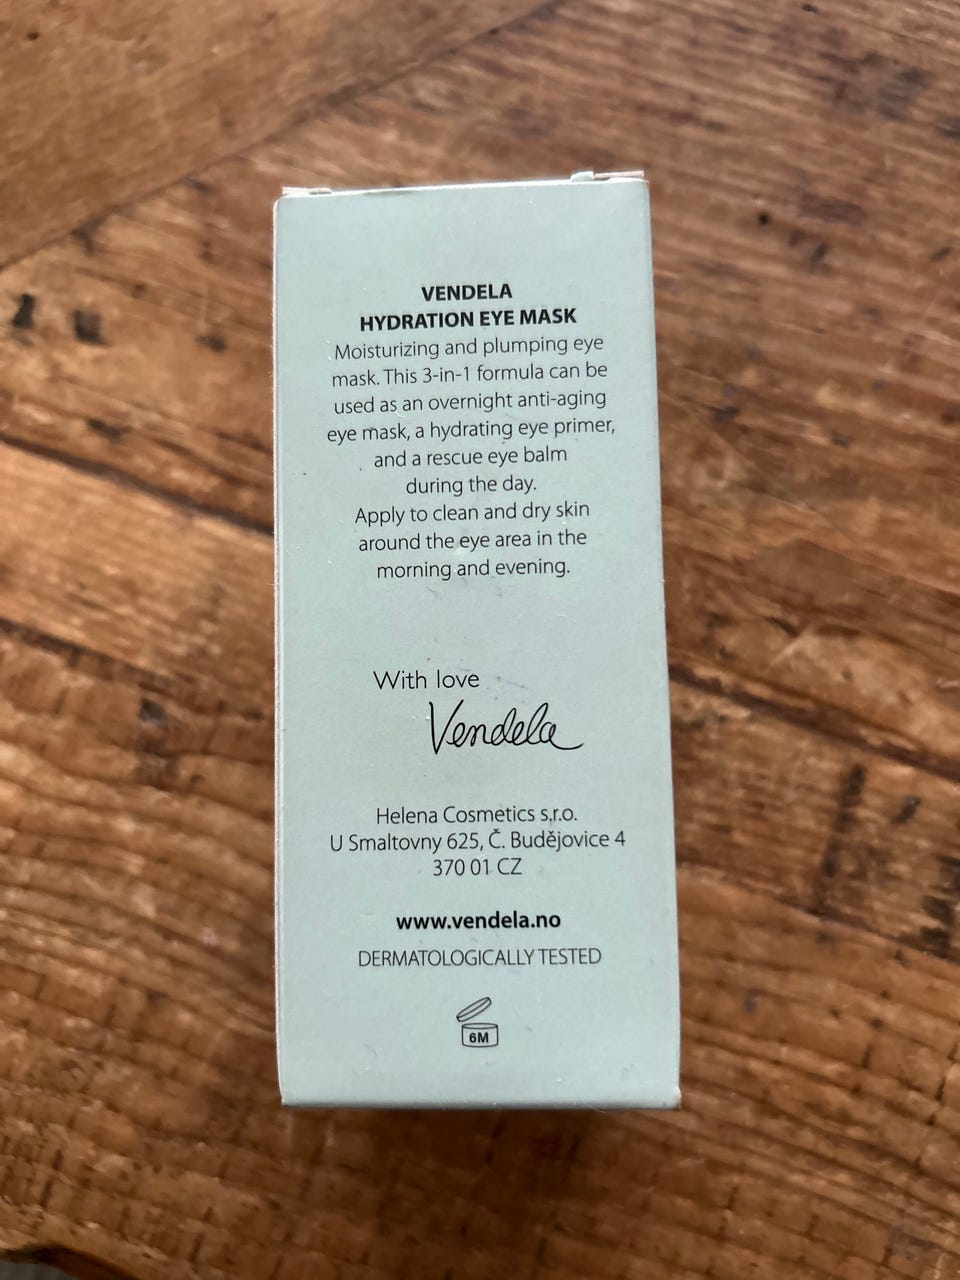 VENDELA
HYDRATION EYE MASK
Moisturizing and plumping eye
mask. This 3-in-1 formula can be
used as an overnight anti-aging
eye mask, a hydrating eye primer,
and a rescue eye balm
during the day.
Apply to clean and dry skin
around the eye area in the
morning and evening.
With love
Vendela
Helena Cosmetics s.r.o.
U Smaltovny 625, Č. Budějovice 4
370 01 CZ
www.vendela.no
DERMATOLOGICALLY TESTED
6M